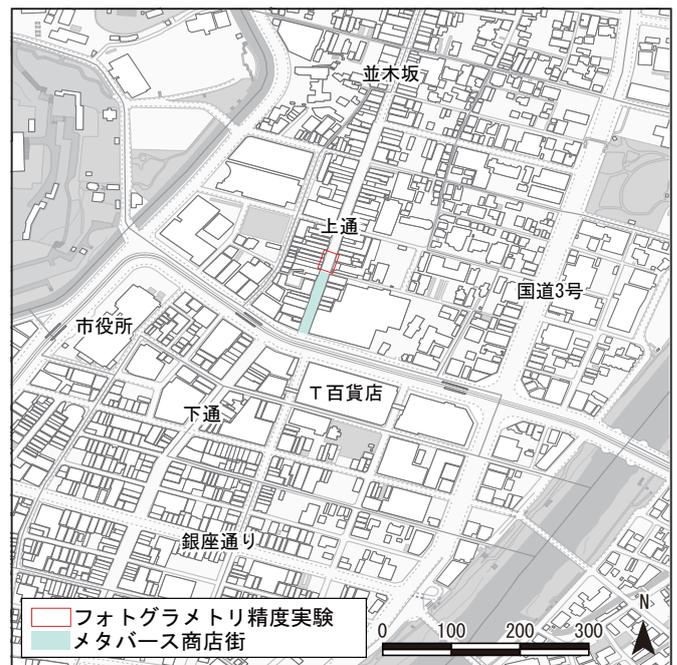 並木坂
上通
国道3号
市役所
T百貨店
下通
銀座通り
フォトグラメトリ精度実験
メタバース商店街
0 100 200 300
N